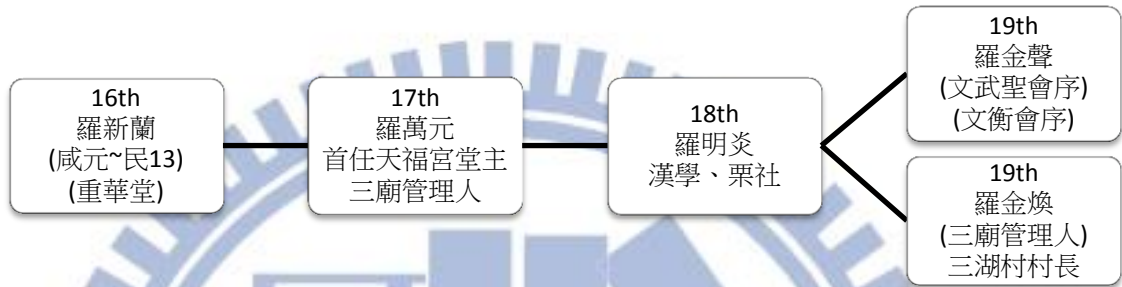 16th
羅新蘭
(咸元~民13)
(重華堂)
17th
羅萬元
首任天福宮堂主
三廟管理人
18th
羅明炎
漢學、栗社
19th
羅金聲
(文武聖會序)
(文衡會序)
19th
羅金煥
(三廟管理人)
三湖村村長